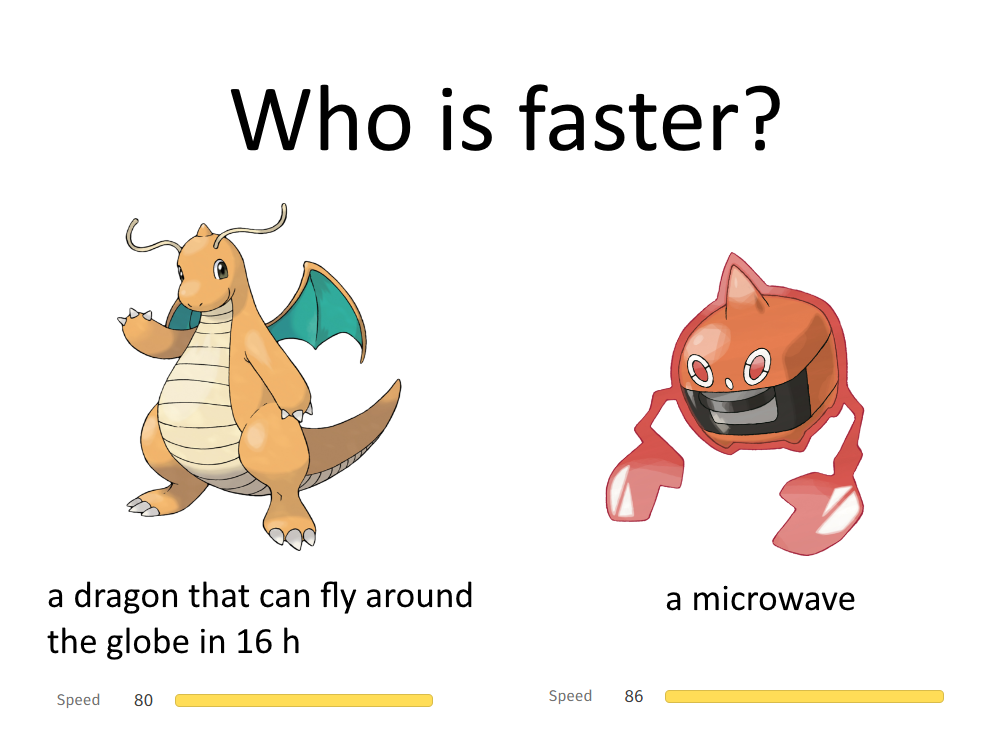 Who is faster?
a dragon that can fly around
the globe in 16 h
a microwave
Speed 80
Speed 86